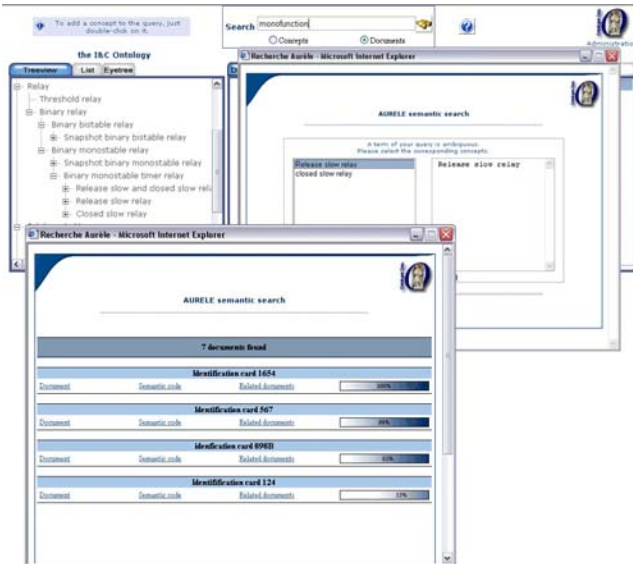 To add a concept to the query, just
double-click on it.
Search monofunction
Concepts Documents
Administratio
the I&C Ontology
Treeview List Eyetree
Relay
Threshold relay
Binary relay
Binary bistable relay
Snapshot binary bistable relay
Binary monostable relay
Snapshot binary monostable relay
Binary monostable timer relay
Release slow and closed slow rela
Release slow relay
Closed slow relay
Recherche Aurèle - Microsoft Internet Explorer
AURELE semantic search
A term of your query is ambiguous.
Please select the corresponding concepts.
Release slow relay
closed slow relay
Release slow relay
Recherche Aurèle - Microsoft Internet Explorer
AURELE semantic search
7 documents found
Identification card 1654
Document Semantic code Related documents 100%
Identification card 567
Document Semantic code Related documents
Idenfication card 898B
Document Semantic code Related documents
Identiffication card 124
Document Semantic code Related documents